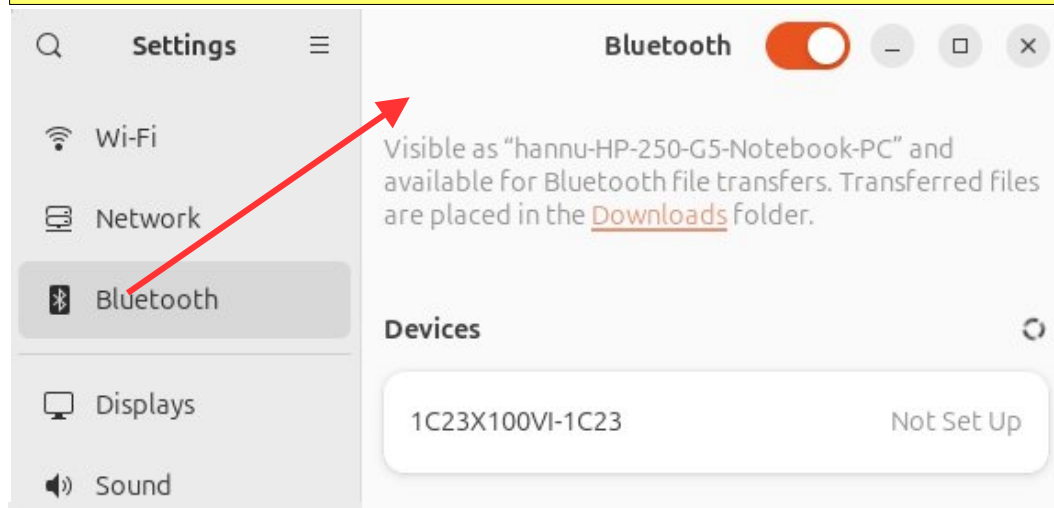 Settings
Bluetooth
Wi-Fi
Network
Bluetooth
Displays
Sound
Visible as “hannu-HP-250-G5-Notebook-PC” and
available for Bluetooth file transfers. Transferred files
are placed in the Downloads folder.
Devices
1C23X100VI-1C23 Not Set Up